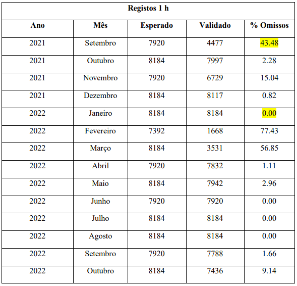 Registos 1 h
Ano Mês Esperado Validado % Omissos
2021 Setembro 7920 4477 43.48
2021 Outubro 8184 7997 2.28
2021 Novembro 7920 6729 15.04
2021 Dezembro 8184 8117 0.82
2022 Janeiro 8184 8184 0.00
2022 Fevereiro 7392 1668 77.43
2022 Março 8184 3531 56.85
2022 Abril 7920 7832 1.11
2022 Maio 8184 7942 2.96
2022 Junho 7920 7920 0.00
2022 Julho 8184 8184 0.00
2022 Agosto 8184 8184 0.00
2022 Setembro 7920 7788 1.66
2022 Outubro 8184 7436 9.14